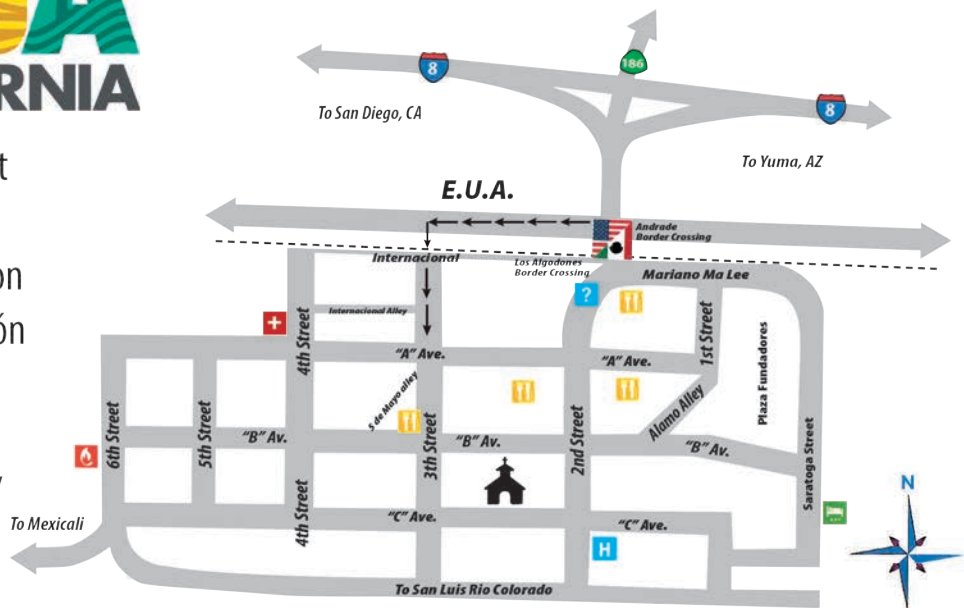 RNIA
8
186
8
To San Diego, CA
To Yuma, AZ
E.U.A.
Andrade
Border Crossing
Internacional
Los Algodones
Border Crossing
Mariano Ma Lee
?
Internacional Alley
4th Street
1st Street
"A" Ave.
"A" Ave.
Plaza Fundadores
5 de Mayo alley
Alamo Alley
6th Street
5th Street
"B" Av.
3th Street
"B" Av.
2nd Street
"B" Av.
Saratoga Street
N
4th Street
"C" Ave.
"C" Ave.
To Mexicali
H
To San Luis Rio Colorado